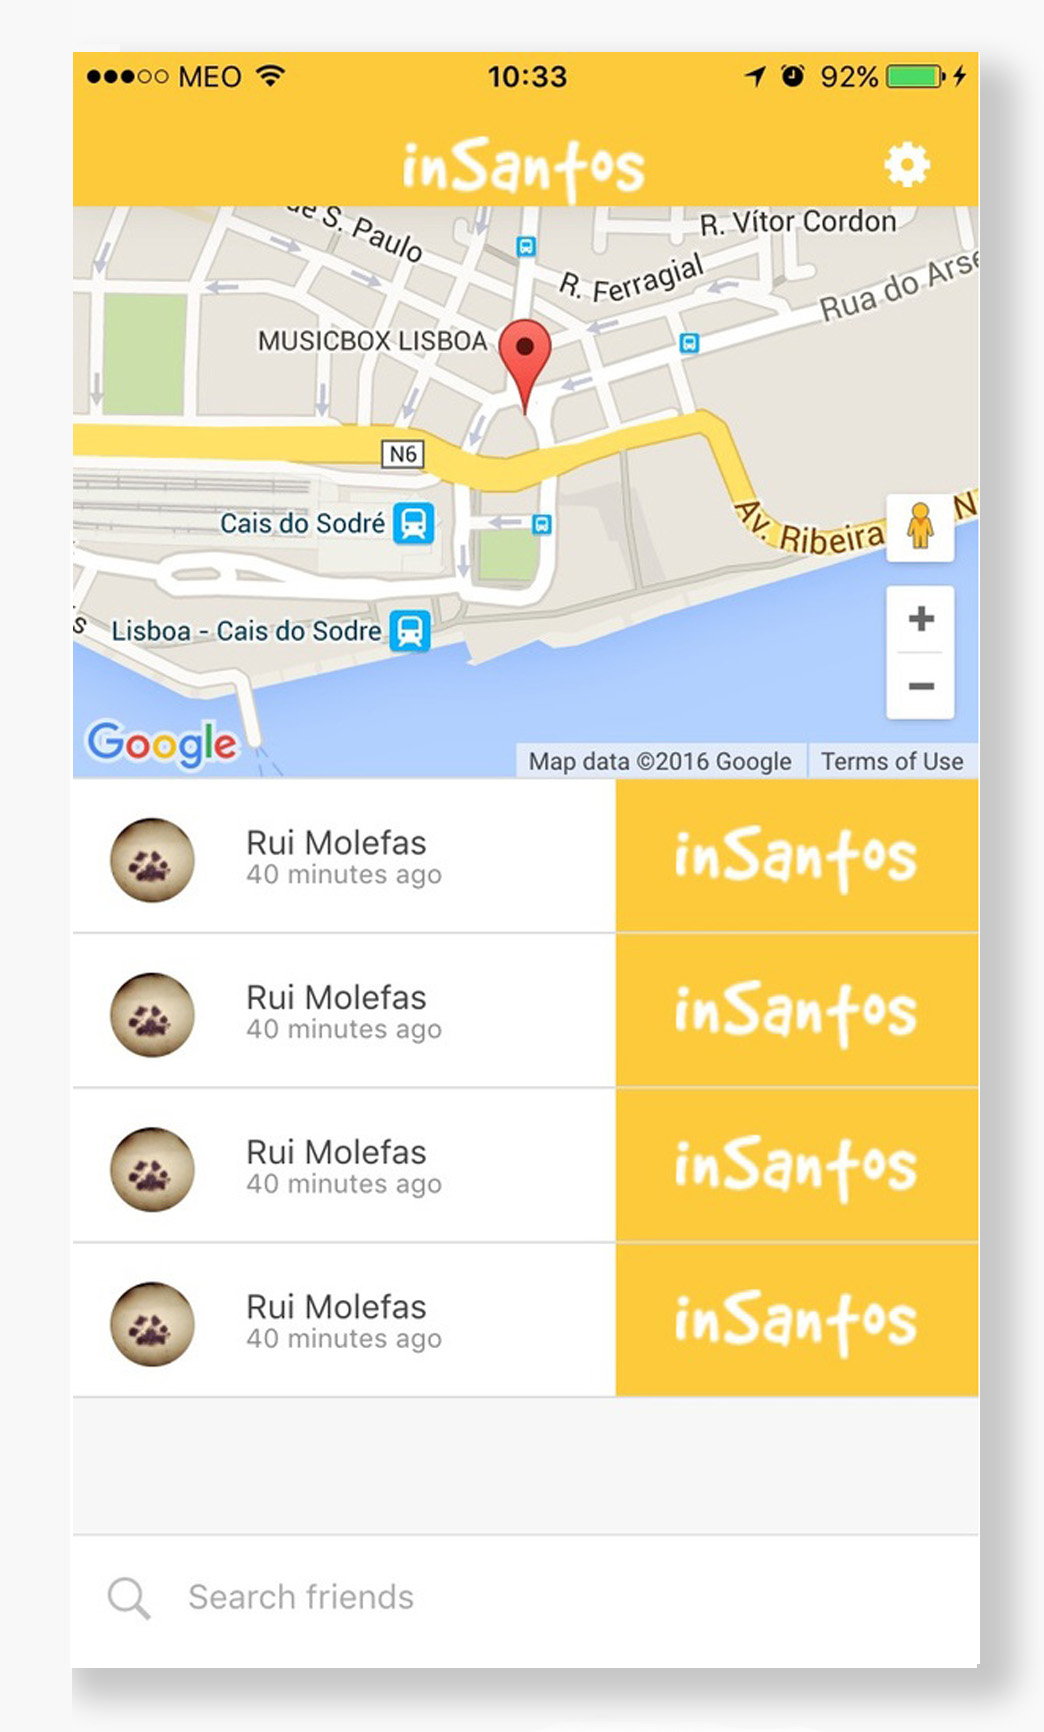 MEO
10:33
92%
inSantos
de S. Paulo
R. Vítor Cordon
R. Ferragial
Rua do Arse
MUSICBOX LISBOA
N6
Cais do Sodré
Av. Ribeira
N
s
Lisboa - Cais do Sodre
Google
Map data ©2016 Google
Terms of Use
Rui Molefas
40 minutes ago
inSantos
Rui Molefas
40 minutes ago
inSantos
Rui Molefas
40 minutes ago
inSantos
Rui Molefas
40 minutes ago
inSantos
Search friends